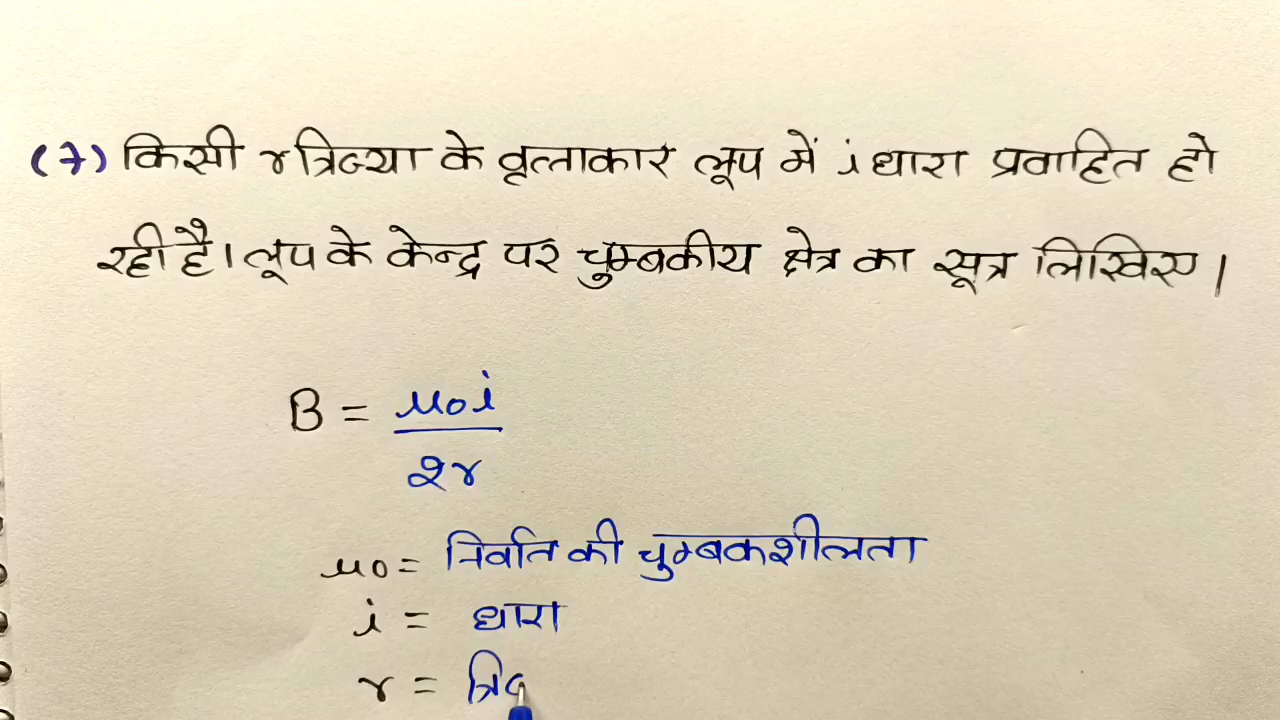 (7) किसी r त्रिज्या के वृत्ताकार लूप में i धारा प्रवाहित हो
रही है। लूप के केन्द्र पर चुम्बकीय क्षेत्र का सूत्र लिखिए।
B = μ₀i
2r
μ₀ = निर्वात की चुम्बकशीलता
i = धारा
r = त्रि